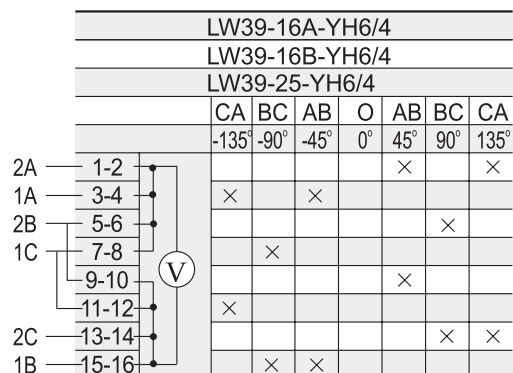 LW39-16A-YH6/4
LW39-16B-YH6/4
LW39-25-YH6/4
CA BC AB O AB BC CA
-135° -90° -45° 0° 45° 90° 135°
2A 1-2 × ×
1A 3-4 × ×
2B 5-6 ×
1C 7-8 ×
V
9-10 ×
11-12 ×
2C 13-14 × ×
1B 15-16 × ×